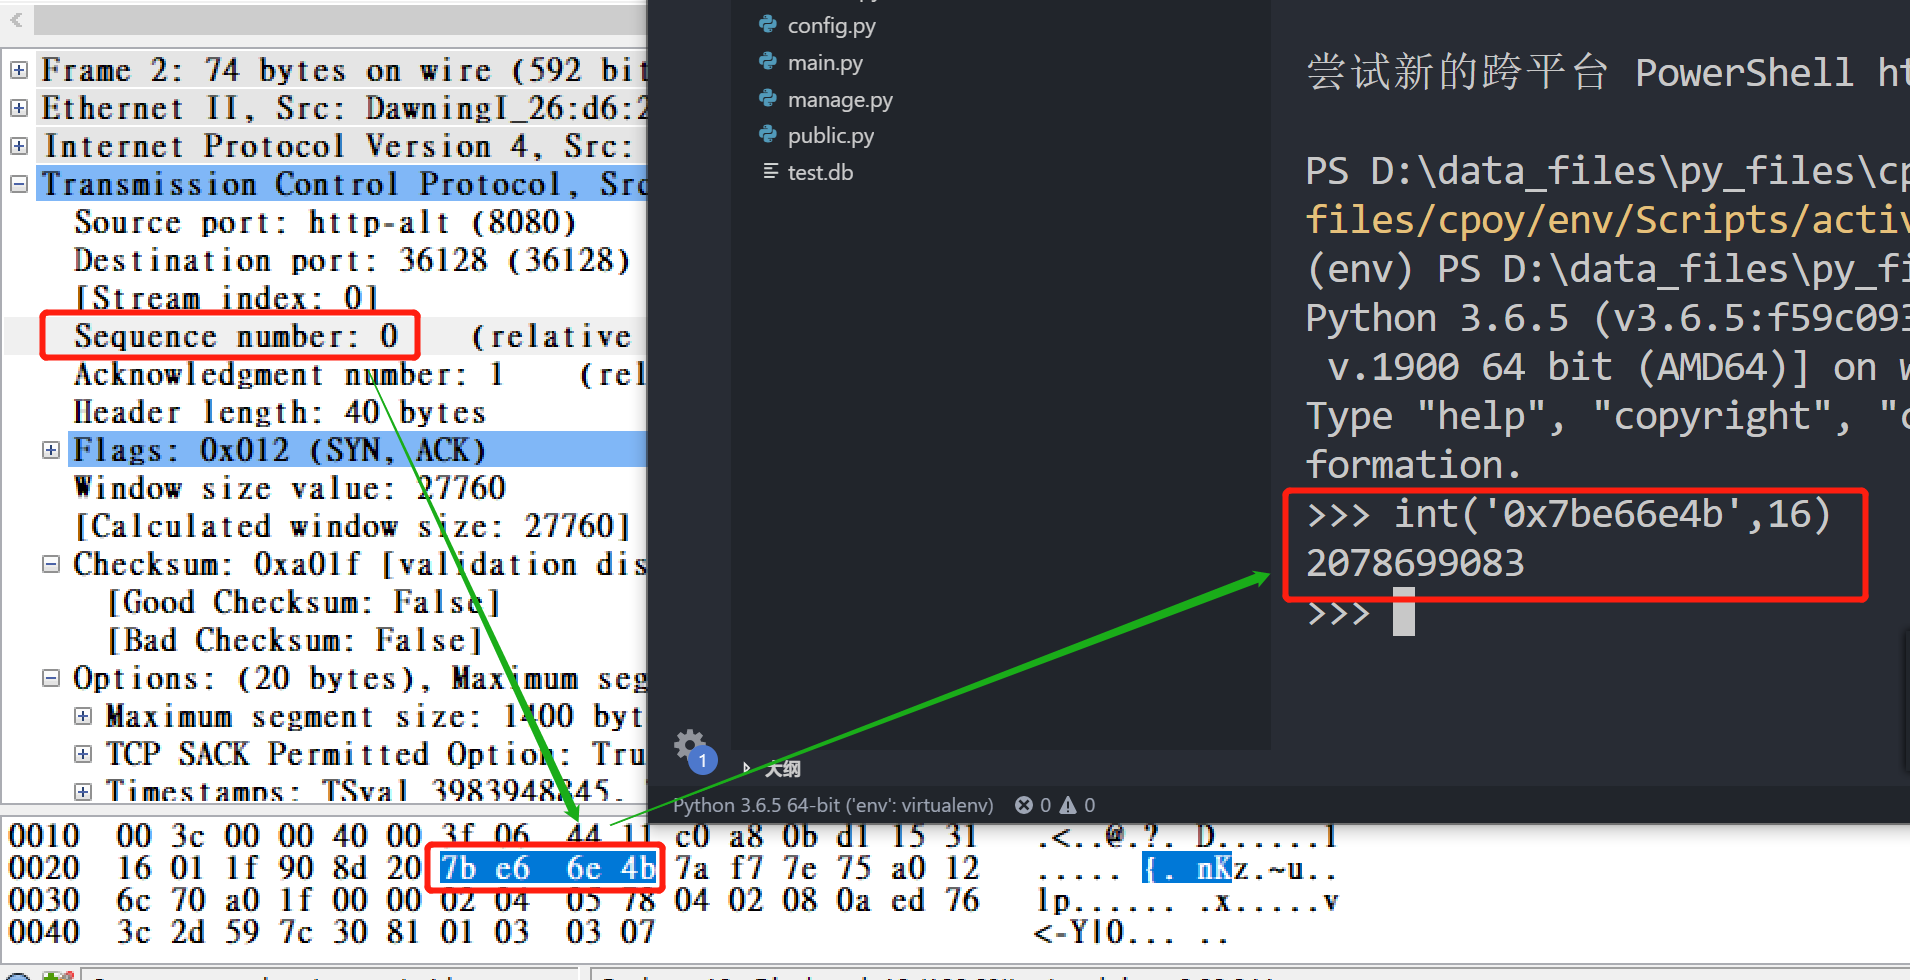 Frame 2: 74 bytes on wire (592 bit
Ethernet II, Src: DawningI_26:d6:2
Internet Protocol Version 4, Src:
Transmission Control Protocol, Src
Source port: http-alt (8080)
Destination port: 36128 (36128)
[Stream index: 0]
Sequence number: 0 (relative
Acknowledgment number: 1 (rel
Header length: 40 bytes
Flags: 0x012 (SYN, ACK)
Window size value: 27760
[Calculated window size: 27760]
Checksum: 0xa01f [validation dis
[Good Checksum: False]
[Bad Checksum: False]
Options: (20 bytes), Maximum seg
Maximum segment size: 1400 byt
TCP SACK Permitted Option: Tru
Timestamps: TSval 3983948845,
config.py
main.py
manage.py
public.py
test.db
1
大纲
Python 3.6.5 64-bit ('env': virtualenv) 0 0
尝试新的跨平台 PowerShell ht
PS D:\data_files\py_files\cp
files/cpoy/env/Scripts/activ
(env) PS D:\data_files\py_fi
Python 3.6.5 (v3.6.5:f59c093
v.1900 64 bit (AMD64)] on w
Type "help", "copyright", "c
formation.
>>> int('0x7be66e4b',16)
2078699083
>>>
0010 00 3c 00 00 40 00 3f 06 44 11 c0 a8 0b d1 15 31 .<..@.?. D......1
0020 16 01 1f 90 8d 20 7b e6 6e 4b 7a f7 7e 75 a0 12 ..... {. nKz.~u..
0030 6c 70 a0 1f 00 00 02 04 05 78 04 02 08 0a ed 76 lp...... .x.....v
0040 3c 2d 59 7c 30 81 01 03 03 07 <-Y|0... ..